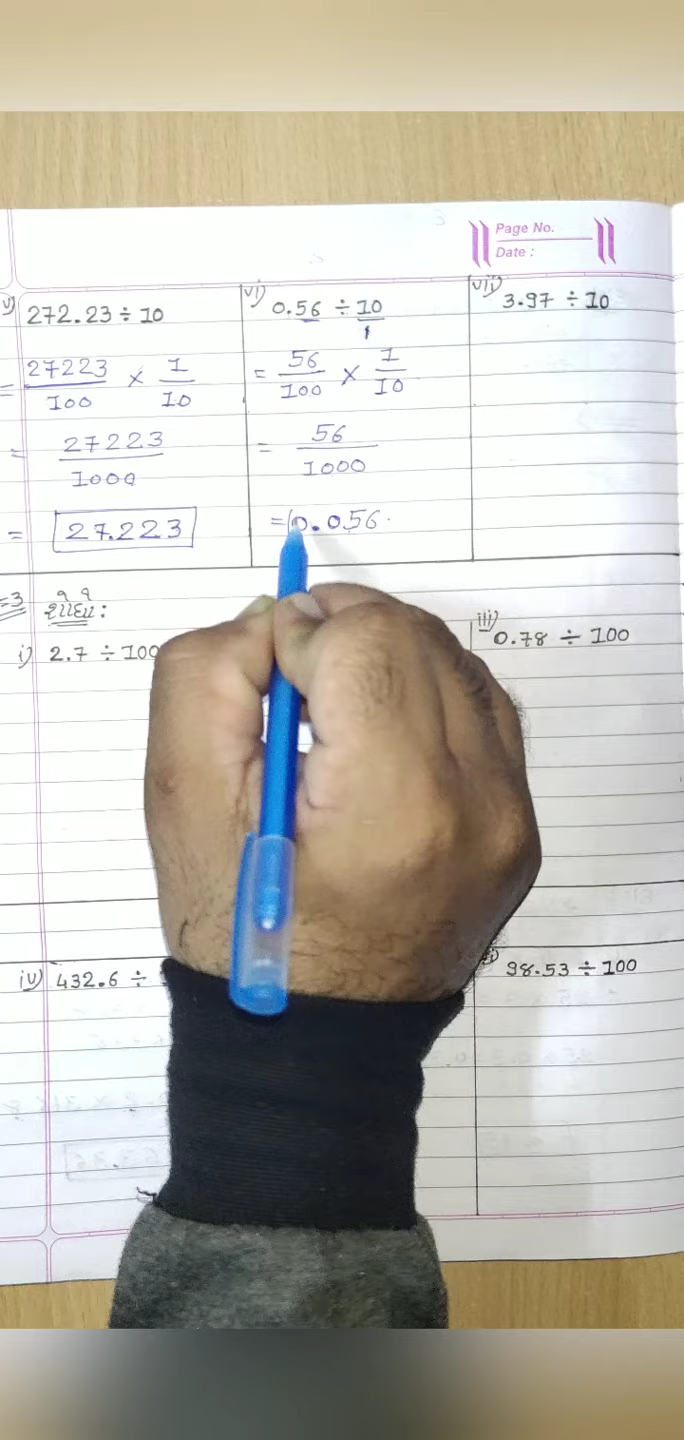 Page No.
Date :
v) 272.23 ÷ 10
= 27223/100 × 1/10
= 27223/1000
= 27.223
vi) 0.56 ÷ 10
= 56/100 × 1/10
= 56/1000
= 0.056
vii) 3.97 ÷ 10
=3 શોધો :
i) 2.7 ÷ 100
iii) 0.78 ÷ 100
iv) 432.6 ÷
98.53 ÷ 100